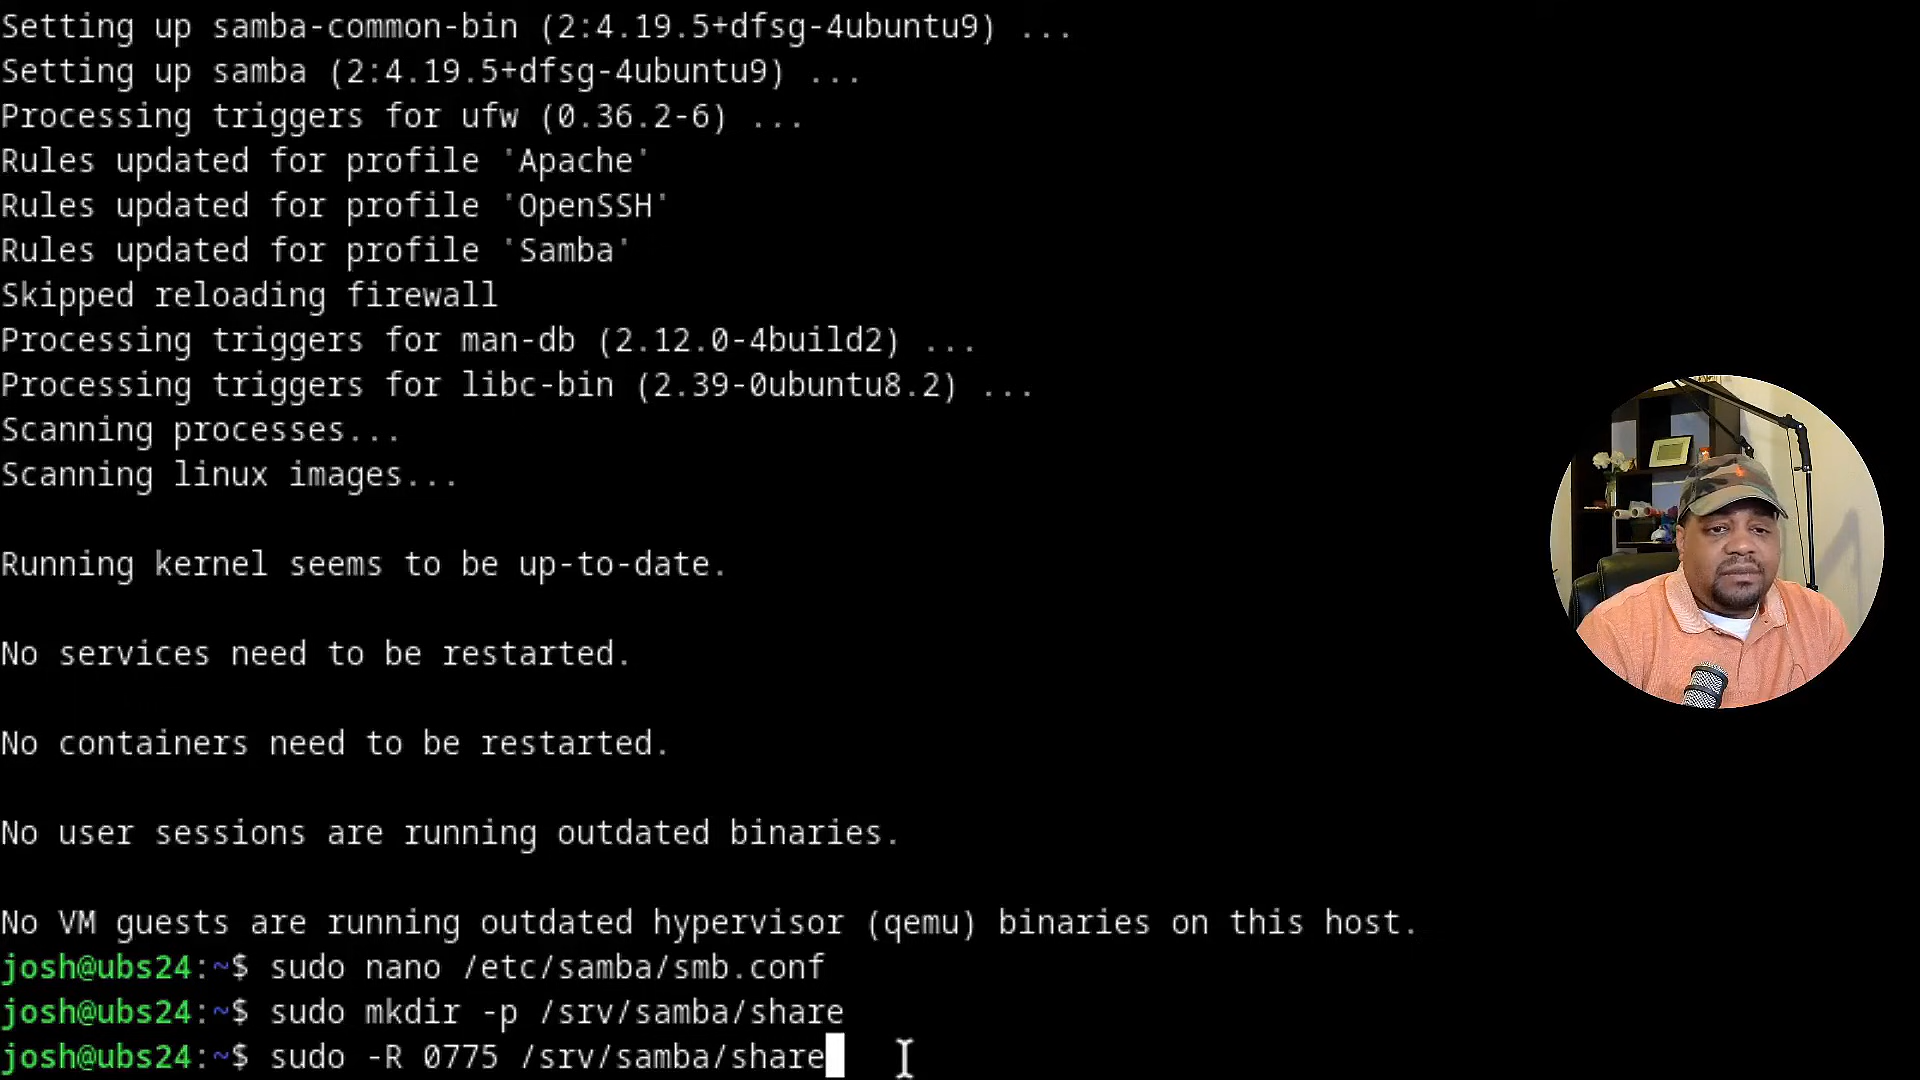 Setting up samba-common-bin (2:4.19.5+dfsg-4ubuntu9) ...
Setting up samba (2:4.19.5+dfsg-4ubuntu9) ...
Processing triggers for ufw (0.36.2-6) ...
Rules updated for profile 'Apache'
Rules updated for profile 'OpenSSH'
Rules updated for profile 'Samba'
Skipped reloading firewall
Processing triggers for man-db (2.12.0-4build2) ...
Processing triggers for libc-bin (2.39-0ubuntu8.2) ...
Scanning processes...
Scanning linux images...
Running kernel seems to be up-to-date.
No services need to be restarted.
No containers need to be restarted.
No user sessions are running outdated binaries.
No VM guests are running outdated hypervisor (qemu) binaries on this host.
josh@ubs24:~$ sudo nano /etc/samba/smb.conf
josh@ubs24:~$ sudo mkdir -p /srv/samba/share
josh@ubs24:~$ sudo -R 0775 /srv/samba/share